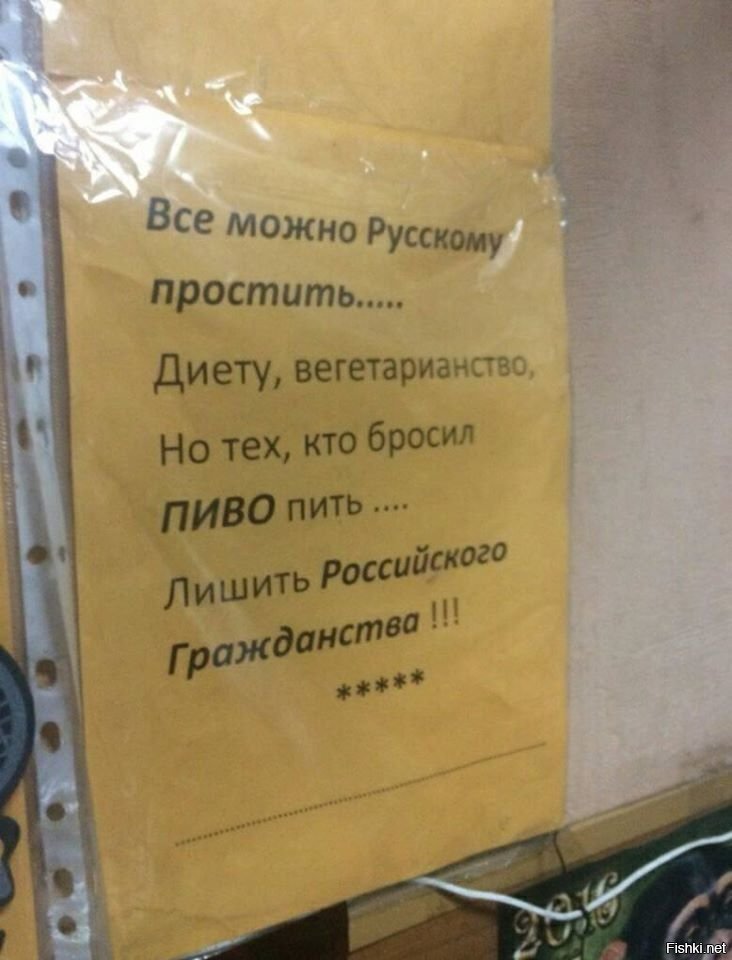 Все можно Русскому
простить.....
Диету, вегетарианство,
Но тех, кто бросил
ПИВО пить ....
Лишить Российского
Гражданства !!!
*****
2016
Fishki.net